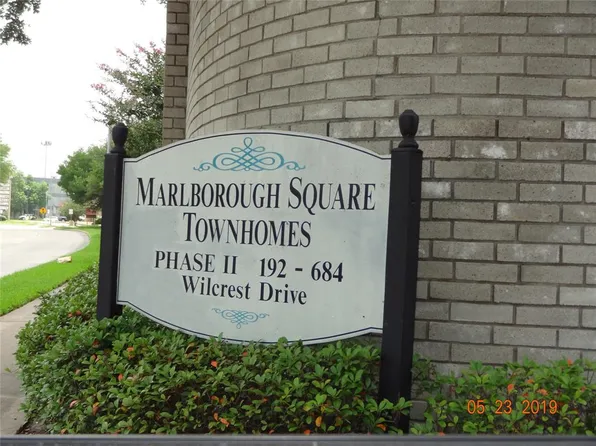 MARLBOROUGH SQUARE
TOWNHOMES
PHASE II 192 - 684
Wilcrest Drive
05 23 2019